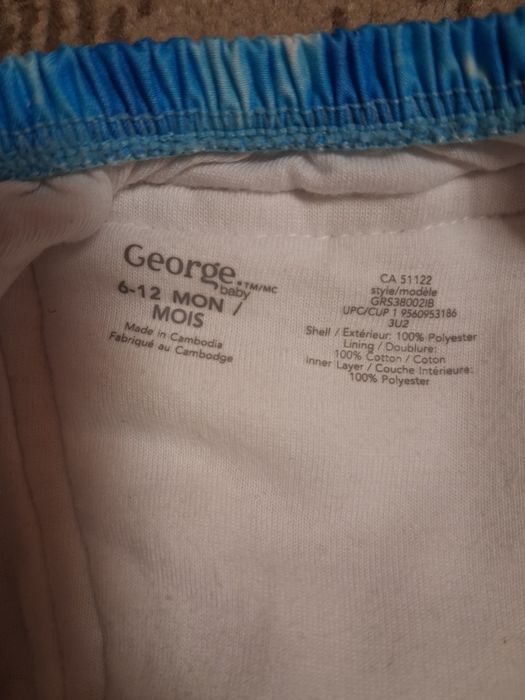 George.TM/MC
baby
6-12 MON /
MOIS
Made in Cambodia
Fabriqué au Cambodge
CA 51122
style/modèle
GRS38002IB
UPC/CUP 1 9560953186
3U2
Shell / Extérieur: 100% Polyester
Lining / Doublure:
100% Cotton / Coton
Inner Layer / Couche Intérieure:
100% Polyester